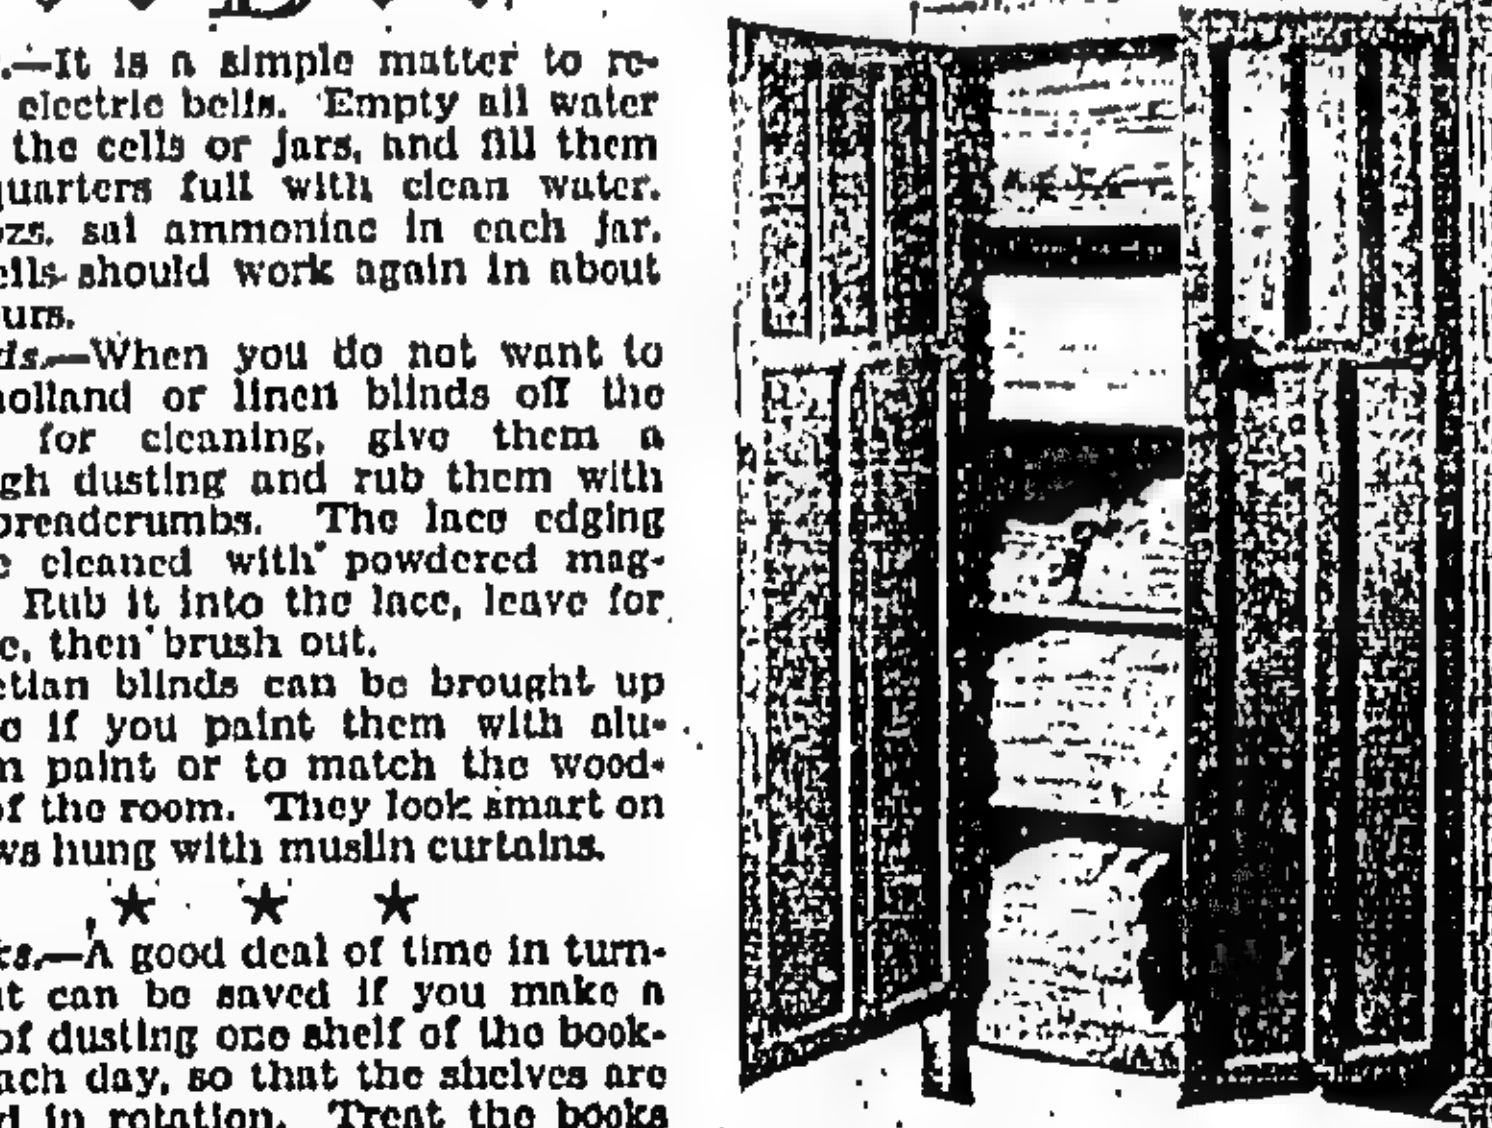 .—It is a simple matter to re-
electric bells. Empty all water
the cells or jars, and fill them
quarters full with clean water.
ozs. sal ammoniac in each jar.
ells should work again in about
urs.
ds.—When you do not want to
holland or linen blinds off the
for cleaning, give them a
gh dusting and rub them with
breadcrumbs. The lace edging
e cleaned with powdered mag-
Rub it into the lace, leave for
e, then brush out.
etian blinds can be brought up
o if you paint them with alu-
m paint or to match the wood-
of the room. They look smart on
ws hung with muslin curtains.
★ ★ ★
ks.—A good deal of time in turn-
ut can be saved if you make a
of dusting one shelf of the book-
ach day, so that the shelves are
d in rotation. Treat the books